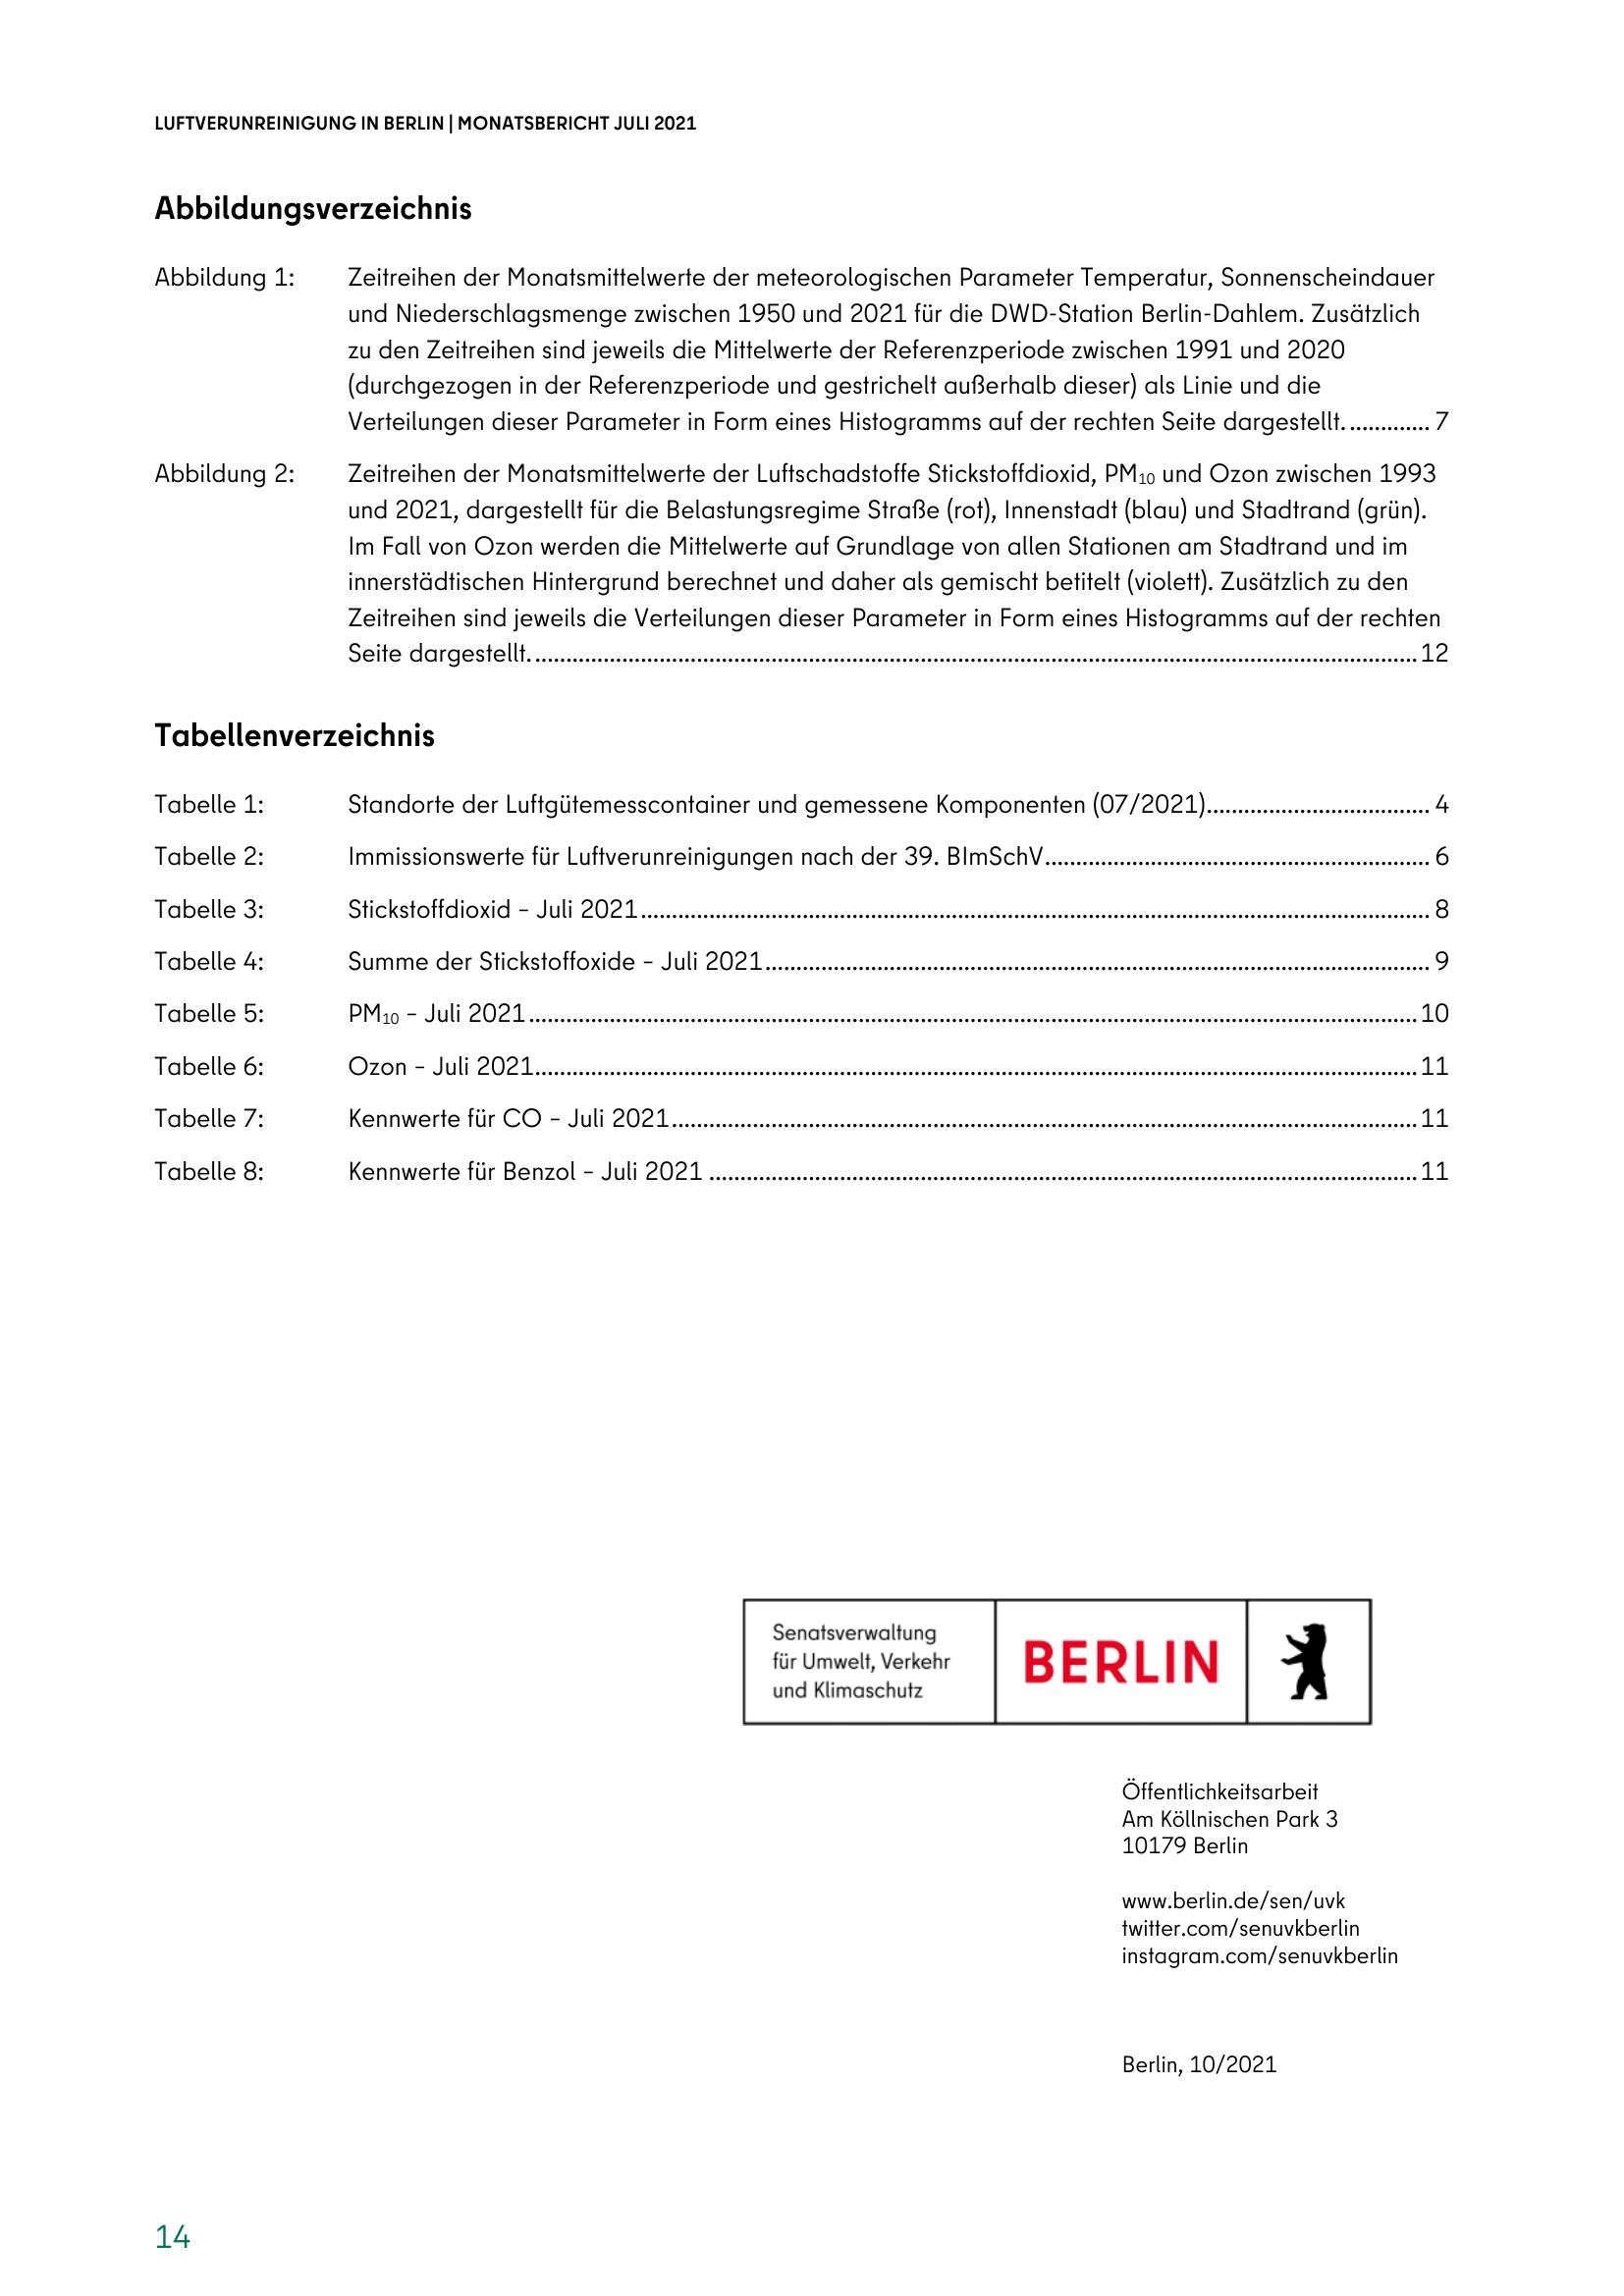 LUFTVERUNREINIGUNG IN BERLIN | MONATSBERICHT JULI 2021
Abbildungsverzeichnis
Abbildung 1: Zeitreihen der Monatsmittelwerte der meteorologischen Parameter Temperatur, Sonnenscheindauer
und Niederschlagsmenge zwischen 1950 und 2021 für die DWD-Station Berlin-Dahlem. Zusätzlich
zu den Zeitreihen sind jeweils die Mittelwerte der Referenzperiode zwischen 1991 und 2020
(durchgezogen in der Referenzperiode und gestrichelt außerhalb dieser) als Linie und die
Verteilungen dieser Parameter in Form eines Histogramms auf der rechten Seite dargestellt. ............. 7
Abbildung 2: Zeitreihen der Monatsmittelwerte der Luftschadstoffe Stickstoffdioxid, PM₁₀ und Ozon zwischen 1993
und 2021, dargestellt für die Belastungsregime Straße (rot), Innenstadt (blau) und Stadtrand (grün).
Im Fall von Ozon werden die Mittelwerte auf Grundlage von allen Stationen am Stadtrand und im
innerstädtischen Hintergrund berechnet und daher als gemischt betitelt (violett). Zusätzlich zu den
Zeitreihen sind jeweils die Verteilungen dieser Parameter in Form eines Histogramms auf der rechten
Seite dargestellt. ............. 12
Tabellenverzeichnis
Tabelle 1: Standorte der Luftgütemesscontainer und gemessene Komponenten (07/2021)............. 4
Tabelle 2: Immissionswerte für Luftverunreinigungen nach der 39. BImSchV............. 6
Tabelle 3: Stickstoffdioxid – Juli 2021............. 8
Tabelle 4: Summe der Stickstoffoxide – Juli 2021............. 9
Tabelle 5: PM₁₀ – Juli 2021............. 10
Tabelle 6: Ozon – Juli 2021............. 11
Tabelle 7: Kennwerte für CO – Juli 2021............. 11
Tabelle 8: Kennwerte für Benzol – Juli 2021 ............. 11
Senatsverwaltung
für Umwelt, Verkehr
und Klimaschutz
BERLIN
Öffentlichkeitsarbeit
Am Köllnischen Park 3
10179 Berlin
www.berlin.de/sen/uvk
twitter.com/senuvkberlin
instagram.com/senuvkberlin
Berlin, 10/2021
14